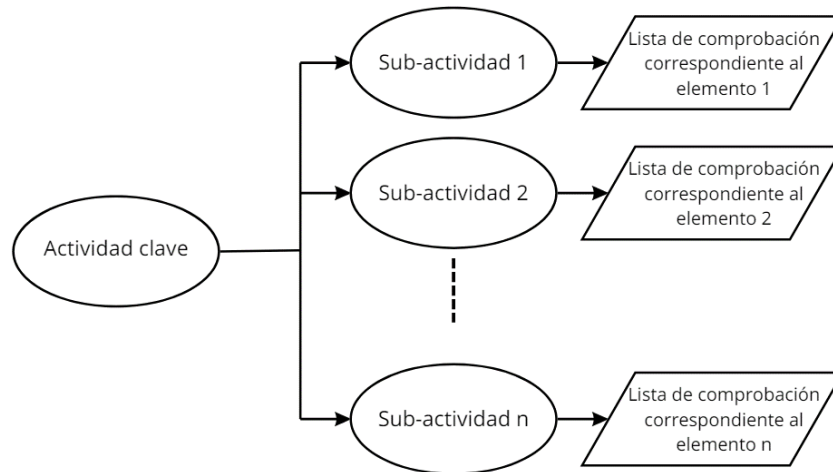 Sub-actividad 1
Lista de comprobación
correspondiente al
elemento 1
Sub-actividad 2
Lista de comprobación
correspondiente al
elemento 2
Actividad clave
Sub-actividad n
Lista de comprobación
correspondiente al
elemento n